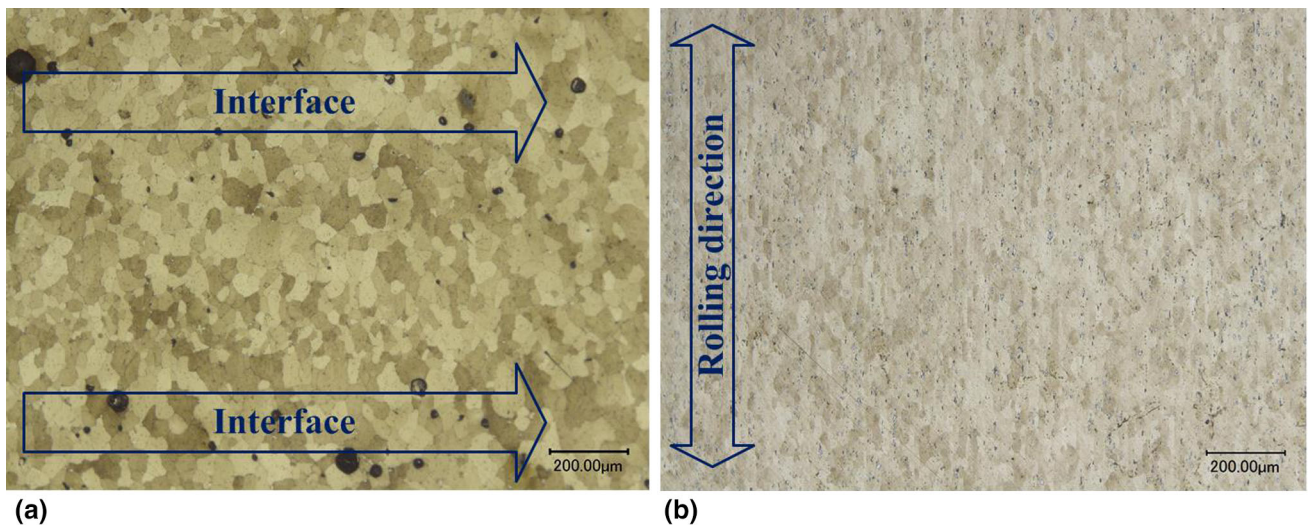 Interface
Interface
200.00µm
(a)
Rolling direction
200.00µm
(b)